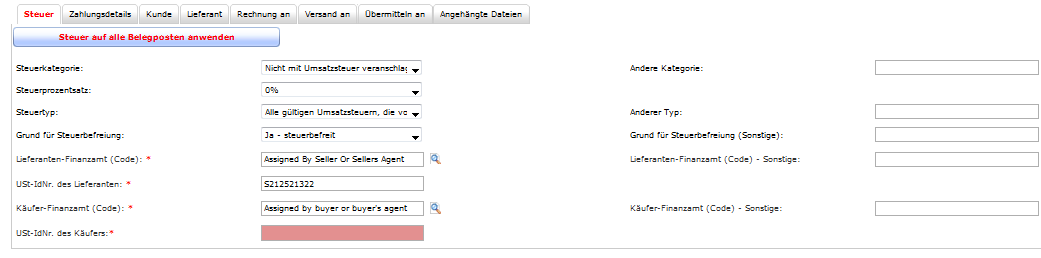 Steuer Zahlungsdetails Kunde Lieferant Rechnung an Versand an Übermitteln an Angehängte Dateien
Steuer auf alle Belegposten anwenden
Steuerkategorie: Nicht mit Umsatzsteuer veranschlag Andere Kategorie:
Steuerprozentsatz: 0%
Steuertyp: Alle gültigen Umsatzsteuern, die vo Anderer Typ:
Grund für Steuerbefreiung: Ja - steuerbefreit Grund für Steuerbefreiung (Sonstige):
Lieferanten-Finanzamt (Code): * Assigned By Seller Or Sellers Agent Lieferanten-Finanzamt (Code) - Sonstige:
USt-IdNr. des Lieferanten: * S212521322
Käufer-Finanzamt (Code): * Assigned by buyer or buyer's agent Käufer-Finanzamt (Code) - Sonstige:
USt-IdNr. des Käufers:*